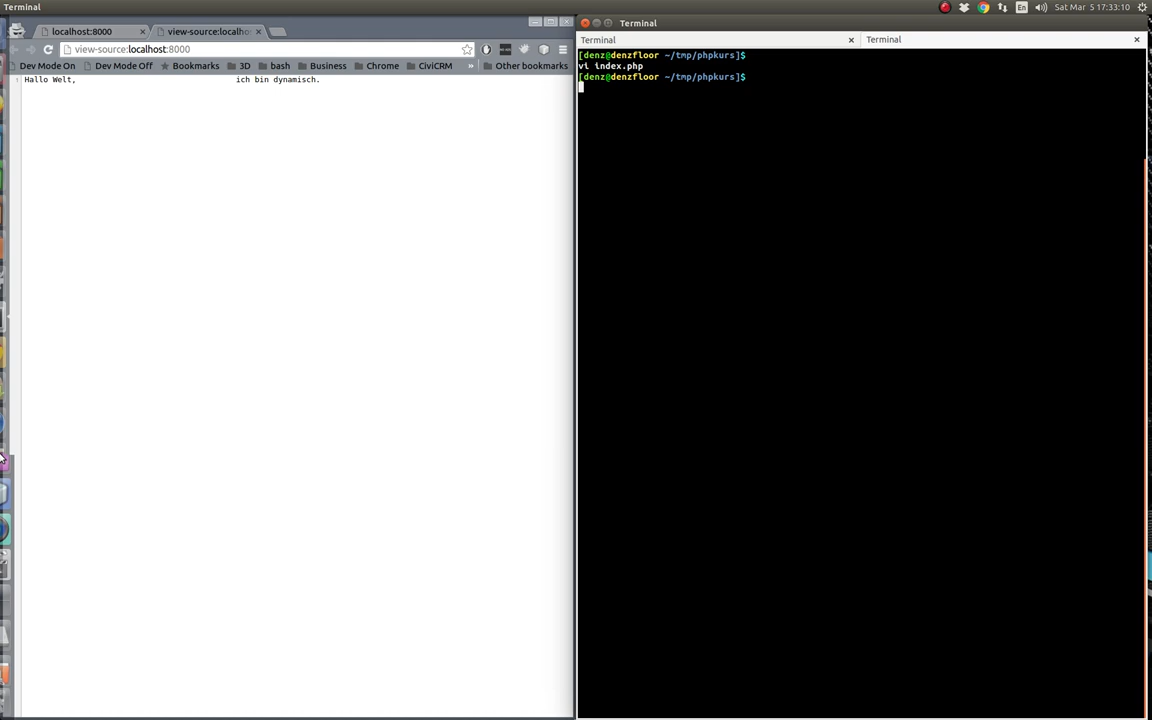 Terminal
En
Sat Mar 5 17:33:10
localhost:8000
view-source:localho
view-source:localhost:8000
Dev Mode On
Dev Mode Off
Bookmarks
3D
bash
Business
Chrome
CiviCRM
»
Other bookmarks
1
Hallo Welt, ich bin dynamisch.
Terminal
Terminal
Terminal
[denz@denzfloor ~/tmp/phpkurs]$
vi index.php
[denz@denzfloor ~/tmp/phpkurs]$